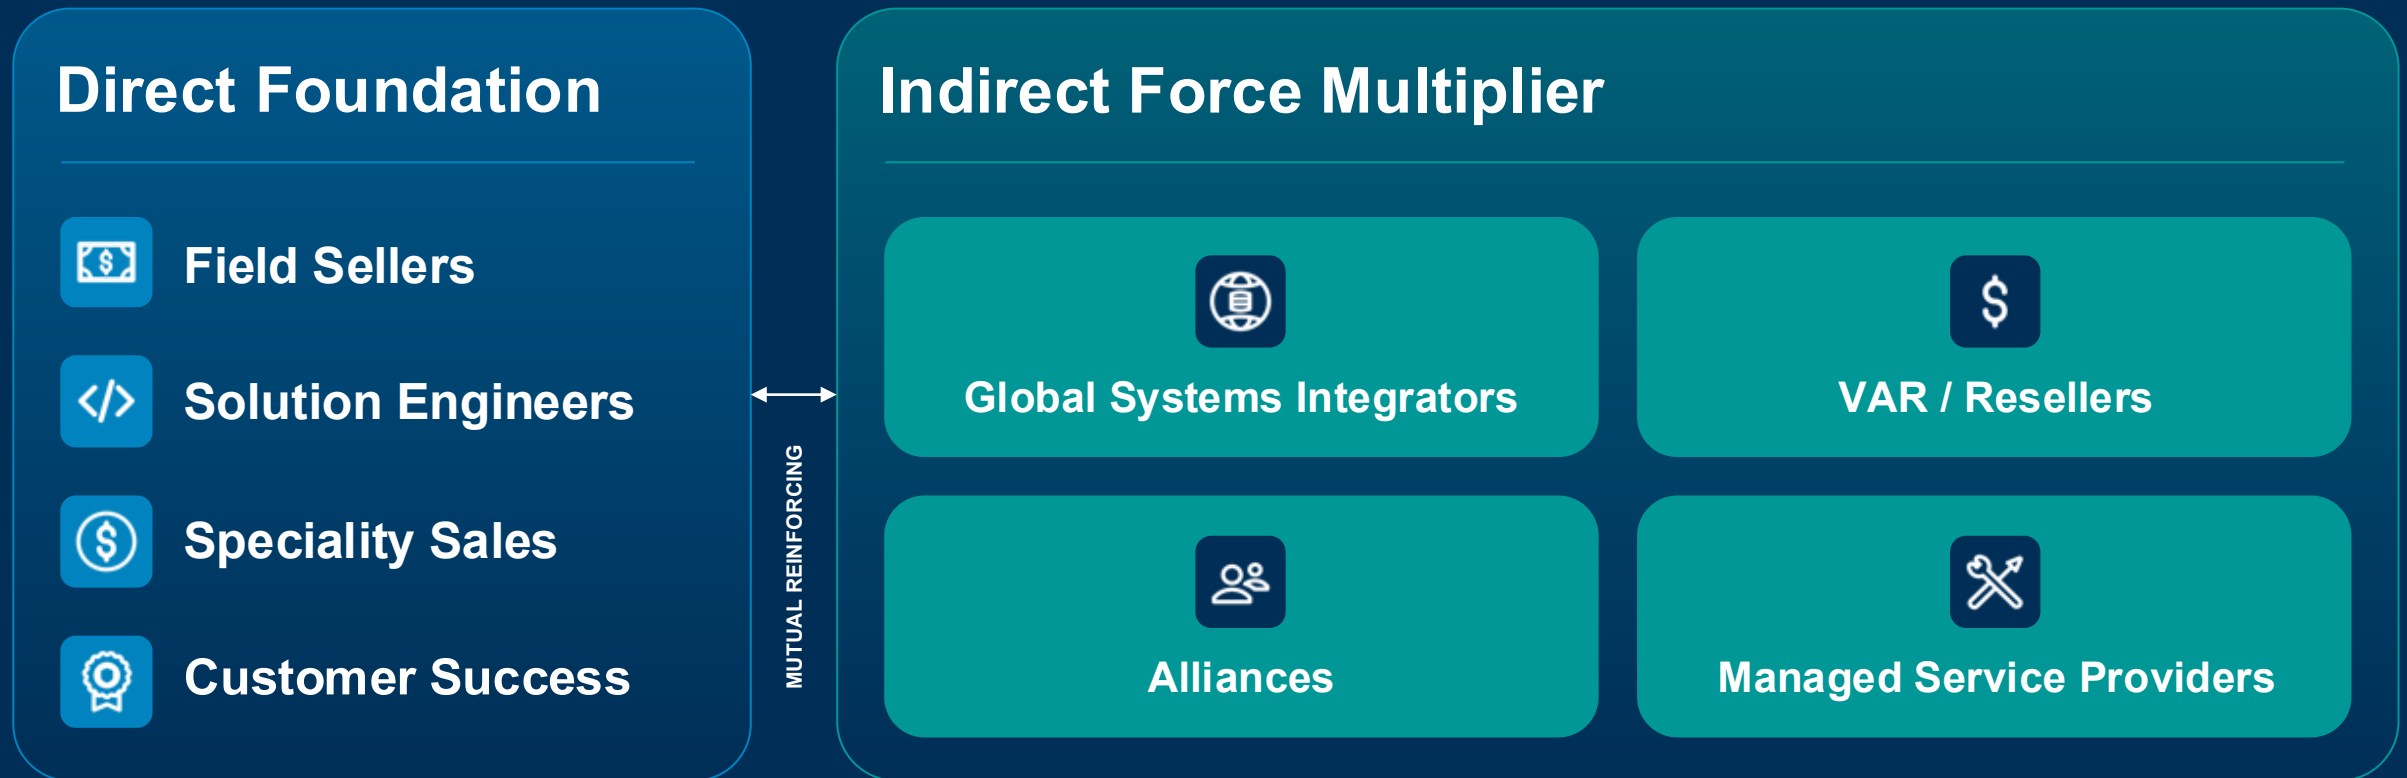 Direct Foundation
Field Sellers
Solution Engineers
Speciality Sales
Customer Success
MUTUAL REINFORCING
Indirect Force Multiplier
Global Systems Integrators
VAR / Resellers
Alliances
Managed Service Providers